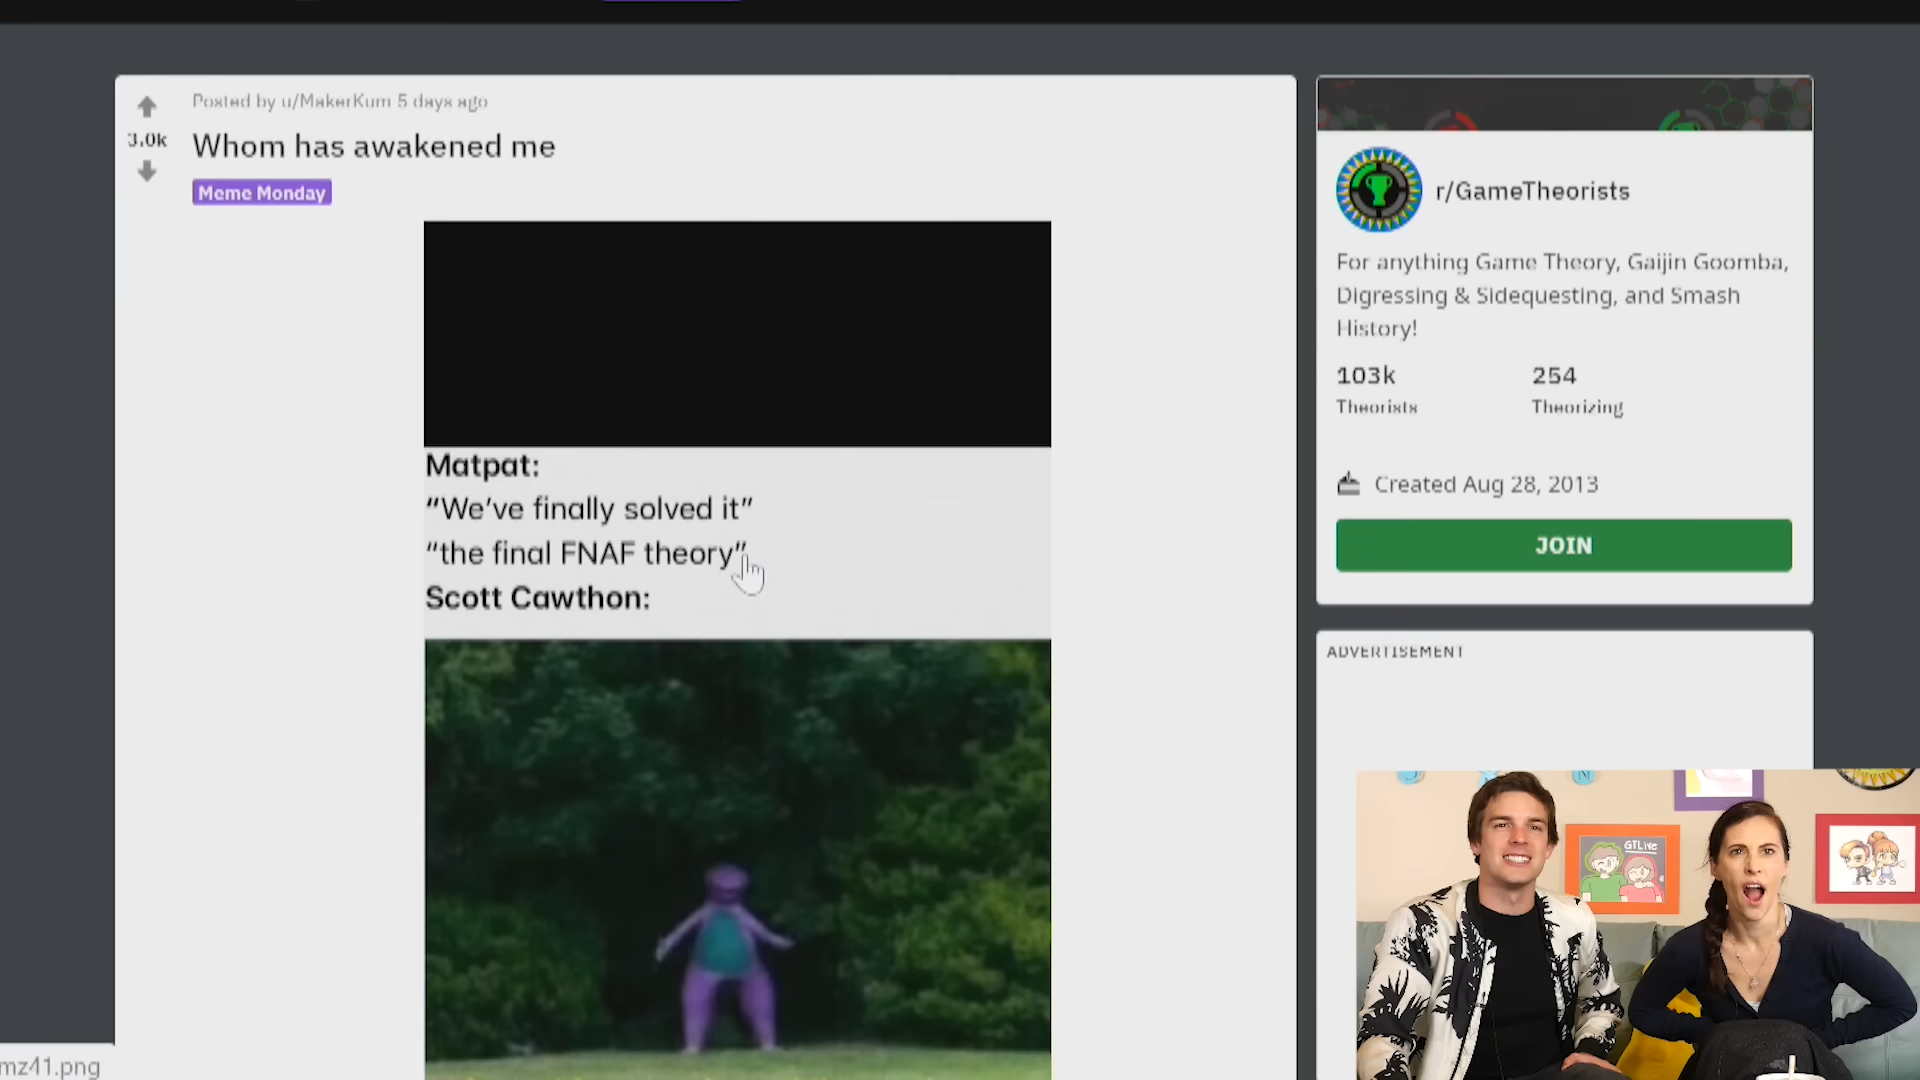 Posted by u/MakerKum 5 days ago
3.0k
Whom has awakened me
Meme Monday
Matpat:
“We’ve finally solved it”
“the final FNAF theory”
Scott Cawthon:
r/GameTheorists
For anything Game Theory, Gaijin Goomba,
Digressing & Sidequesting, and Smash
History!
103k
254
Theorists
Theorizing
Created Aug 28, 2013
JOIN
ADVERTISEMENT
GTLive
mz41.png